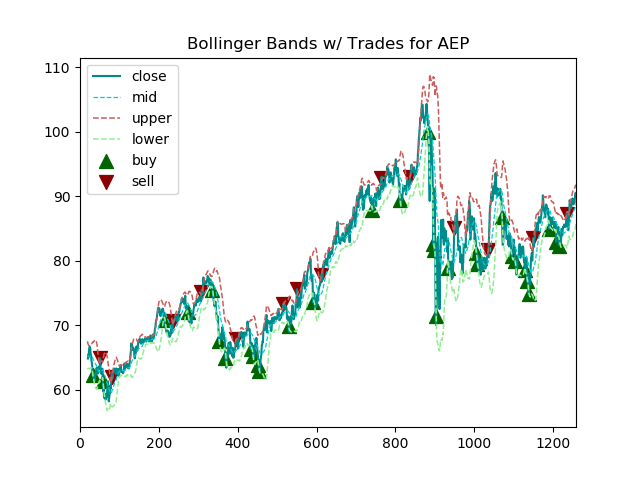 Bollinger Bands w/ Trades for AEP
110
100
90
80
70
60
close
mid
upper
lower
buy
sell
0 200 400 600 800 1000 1200